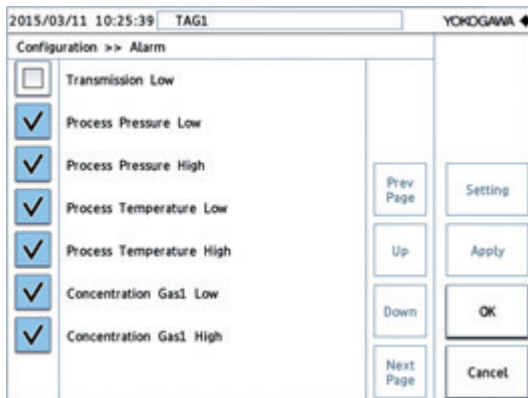 2015/03/11 10:25:39 TAG1 YOKOGAWA
Configuration >> Alarm
Transmission Low
Process Pressure Low
Process Pressure High
Process Temperature Low
Process Temperature High
Concentration Gas1 Low
Concentration Gas1 High
Prev
Page
Up
Down
Next
Page
Setting
Apply
OK
Cancel